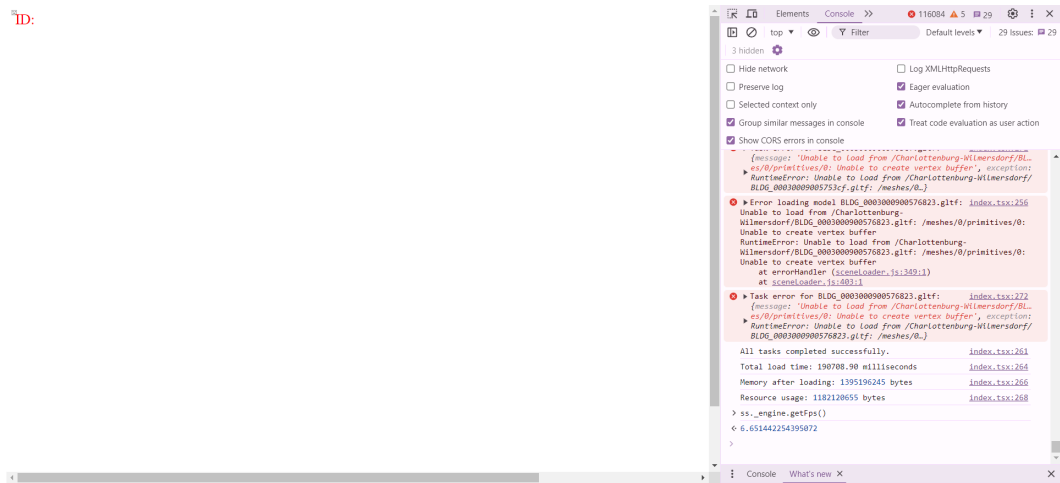 ID:
Elements Console 116084 5 29
top Filter Default levels 29 Issues: 29
3 hidden
Hide network Log XMLHttpRequests
Preserve log Eager evaluation
Selected context only Autocomplete from history
Group similar messages in console Treat code evaluation as user action
Show CORS errors in console
{message: 'Unable to load from /Charlottenburg-Wilmersdorf/BL…
es/0/primitives/0: Unable to create vertex buffer', exception:
RuntimeError: Unable to load from /Charlottenburg-Wilmersdorf/
BLDG_00030009005753cf.gltf: /meshes/0…}
Error loading model BLDG_0003000900576823.gltf: index.tsx:256
Unable to load from /Charlottenburg-
Wilmersdorf/BLDG_0003000900576823.gltf: /meshes/0/primitives/0:
Unable to create vertex buffer
RuntimeError: Unable to load from /Charlottenburg-
Wilmersdorf/BLDG_0003000900576823.gltf: /meshes/0/primitives/0:
Unable to create vertex buffer
at errorHandler (sceneLoader.js:349:1)
at sceneLoader.js:403:1
Task error for BLDG_0003000900576823.gltf: index.tsx:272
{message: 'Unable to load from /Charlottenburg-Wilmersdorf/BL…
es/0/primitives/0: Unable to create vertex buffer', exception:
RuntimeError: Unable to load from /Charlottenburg-Wilmersdorf/
BLDG_0003000900576823.gltf: /meshes/0…}
All tasks completed successfully. index.tsx:261
Total load time: 190708.90 milliseconds index.tsx:264
Memory after loading: 1395196245 bytes index.tsx:266
Resource usage: 1182120655 bytes index.tsx:268
ss._engine.getFps()
6.651442254395072
Console What's new